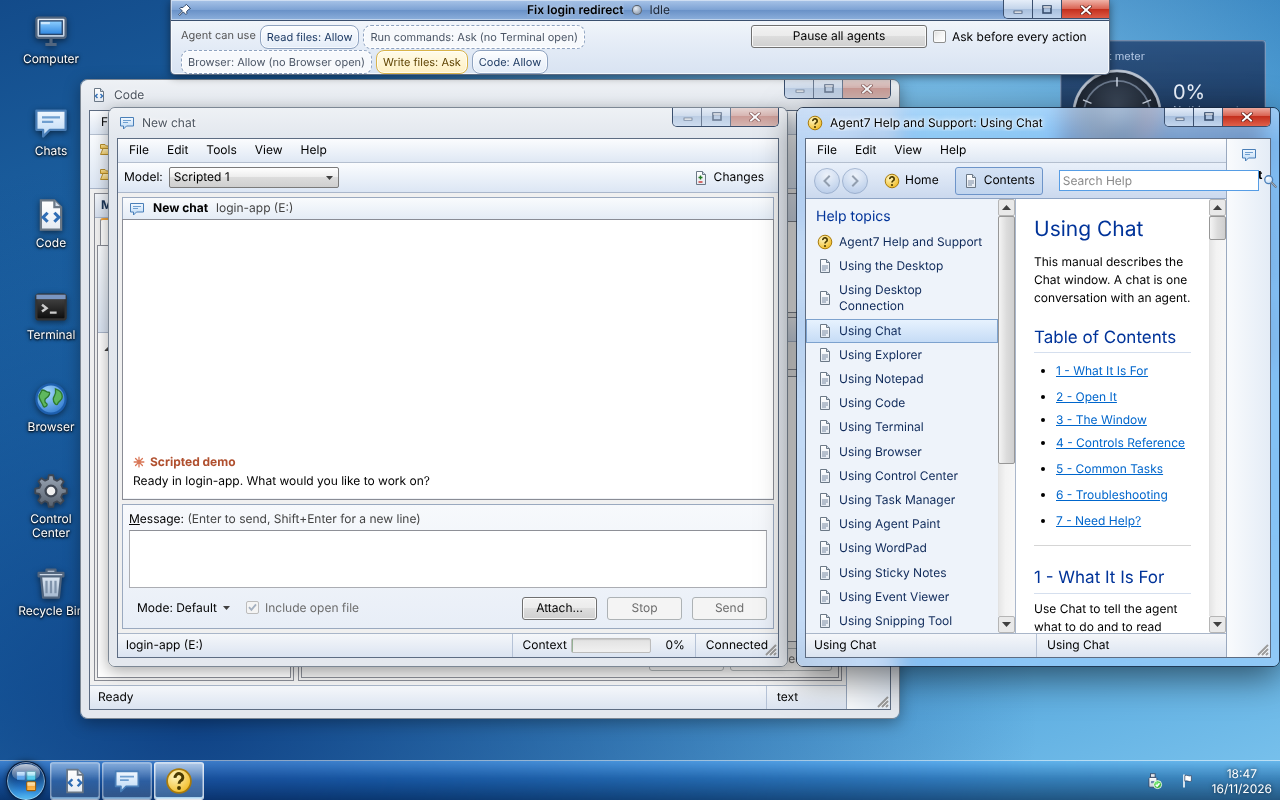 Fix login redirect Idle
Agent can use Read files: Allow Run commands: Ask (no Terminal open)
Browser: Allow (no Browser open) Write files: Ask Code: Allow
Pause all agents Ask before every action
meter
0%
Computer
Chats
Code
Terminal
Browser
Control
Center
Recycle Bin
Code
New chat
File Edit Tools View Help
Model: Scripted 1 Changes
New chat login-app (E:)
Scripted demo
Ready in login-app. What would you like to work on?
Message: (Enter to send, Shift+Enter for a new line)
Mode: Default Include open file Attach... Stop Send
login-app (E:) Context 0% Connected
Ready text
Agent7 Help and Support: Using Chat
File Edit View Help
Home Contents Search Help
Help topics
Agent7 Help and Support
Using the Desktop
Using Desktop
Connection
Using Chat
Using Explorer
Using Notepad
Using Code
Using Terminal
Using Browser
Using Control Center
Using Task Manager
Using Agent Paint
Using WordPad
Using Sticky Notes
Using Event Viewer
Using Snipping Tool
Using Chat
This manual describes the
Chat window. A chat is one
conversation with an agent.
Table of Contents
1 - What It Is For
2 - Open It
3 - The Window
4 - Controls Reference
5 - Common Tasks
6 - Troubleshooting
7 - Need Help?
1 - What It Is For
Use Chat to tell the agent
what to do and to read
Using Chat Using Chat
18:47
16/11/2026